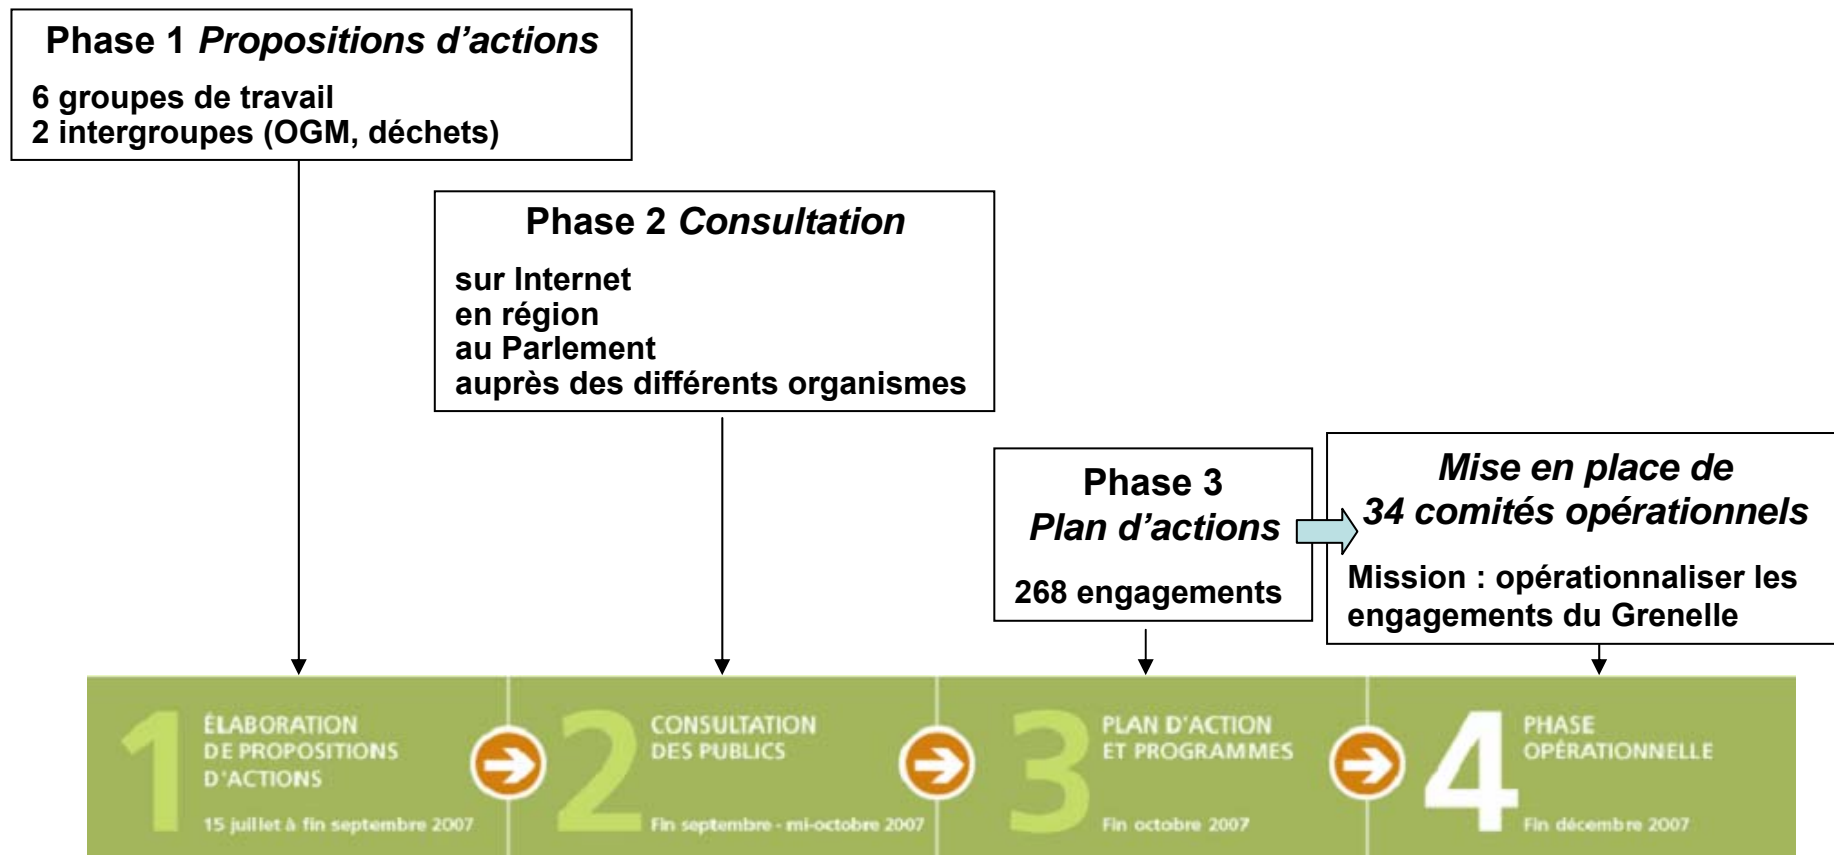 Phase 1 Propositions d’actions
6 groupes de travail
2 intergroupes (OGM, déchets)
Phase 2 Consultation
sur Internet
en région
au Parlement
auprès des différents organismes
Phase 3
Plan d’actions
268 engagements
Mise en place de
34 comités opérationnels
Mission : opérationnaliser les
engagements du Grenelle
1
ÉLABORATION
DE PROPOSITIONS
D'ACTIONS
15 juillet à fin septembre 2007
2
CONSULTATION
DES PUBLICS
Fin septembre - mi-octobre 2007
3
PLAN D'ACTION
ET PROGRAMMES
Fin octobre 2007
4
PHASE
OPÉRATIONNELLE
Fin décembre 2007